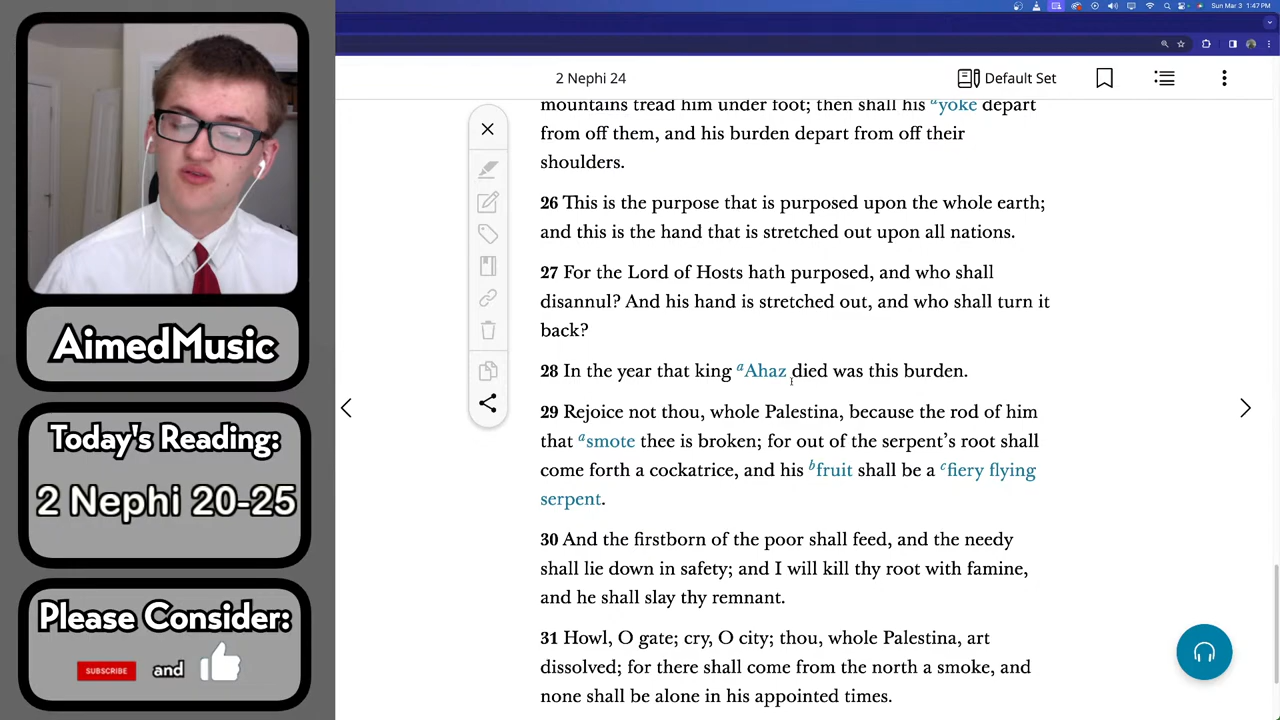 AimedMusic
Today's Reading:
2 Nephi 20-25
Please Consider:
SUBSCRIBE and
Sun Mar 3 1:47 PM
2 Nephi 24
Default Set
mountains tread him under foot; then shall his ayoke depart
from off them, and his burden depart from off their
shoulders.
26 This is the purpose that is purposed upon the whole earth;
and this is the hand that is stretched out upon all nations.
27 For the Lord of Hosts hath purposed, and who shall
disannul? And his hand is stretched out, and who shall turn it
back?
28 In the year that king aAhaz died was this burden.
29 Rejoice not thou, whole Palestina, because the rod of him
that asmote thee is broken; for out of the serpent’s root shall
come forth a cockatrice, and his bfruit shall be a cfiery flying
serpent.
30 And the firstborn of the poor shall feed, and the needy
shall lie down in safety; and I will kill thy root with famine,
and he shall slay thy remnant.
31 Howl, O gate; cry, O city; thou, whole Palestina, art
dissolved; for there shall come from the north a smoke, and
none shall be alone in his appointed times.